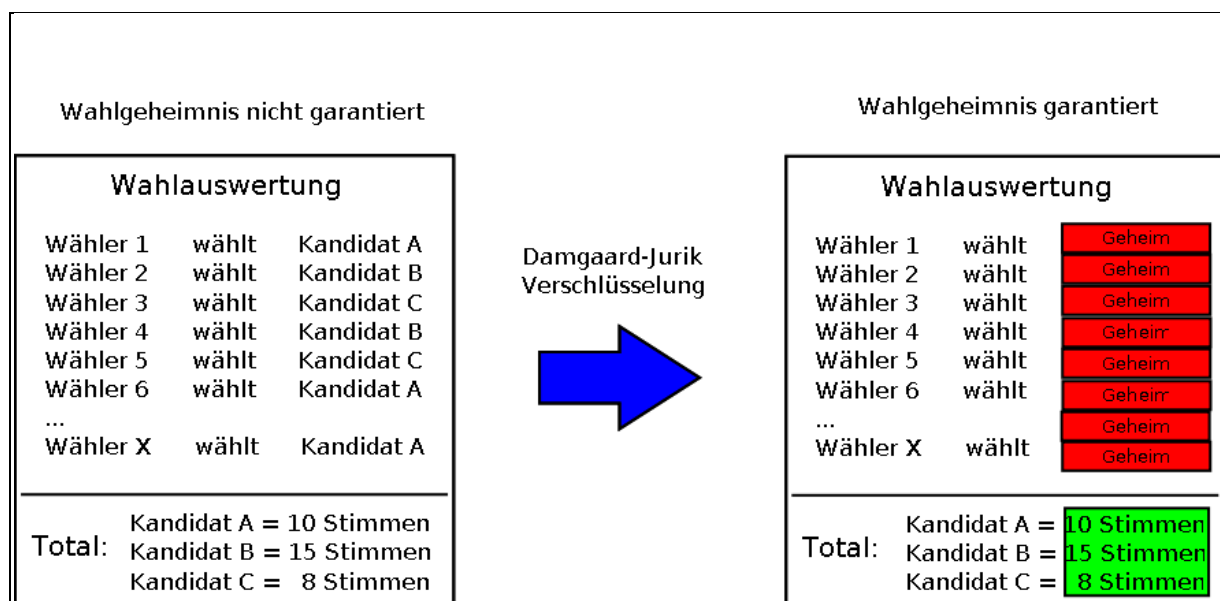 Wahlgeheimnis nicht garantiert
Wahlauswertung
Wähler 1 wählt Kandidat A
Wähler 2 wählt Kandidat B
Wähler 3 wählt Kandidat C
Wähler 4 wählt Kandidat B
Wähler 5 wählt Kandidat C
Wähler 6 wählt Kandidat A
...
Wähler X wählt Kandidat A
Total:
Kandidat A = 10 Stimmen
Kandidat B = 15 Stimmen
Kandidat C = 8 Stimmen
Damgaard-Jurik
Verschlüsselung
Wahlgeheimnis garantiert
Wahlauswertung
Wähler 1 wählt Geheim
Wähler 2 wählt Geheim
Wähler 3 wählt Geheim
Wähler 4 wählt Geheim
Wähler 5 wählt Geheim
Wähler 6 wählt Geheim
... Geheim
Wähler X wählt Geheim
Total:
Kandidat A = 10 Stimmen
Kandidat B = 15 Stimmen
Kandidat C = 8 Stimmen